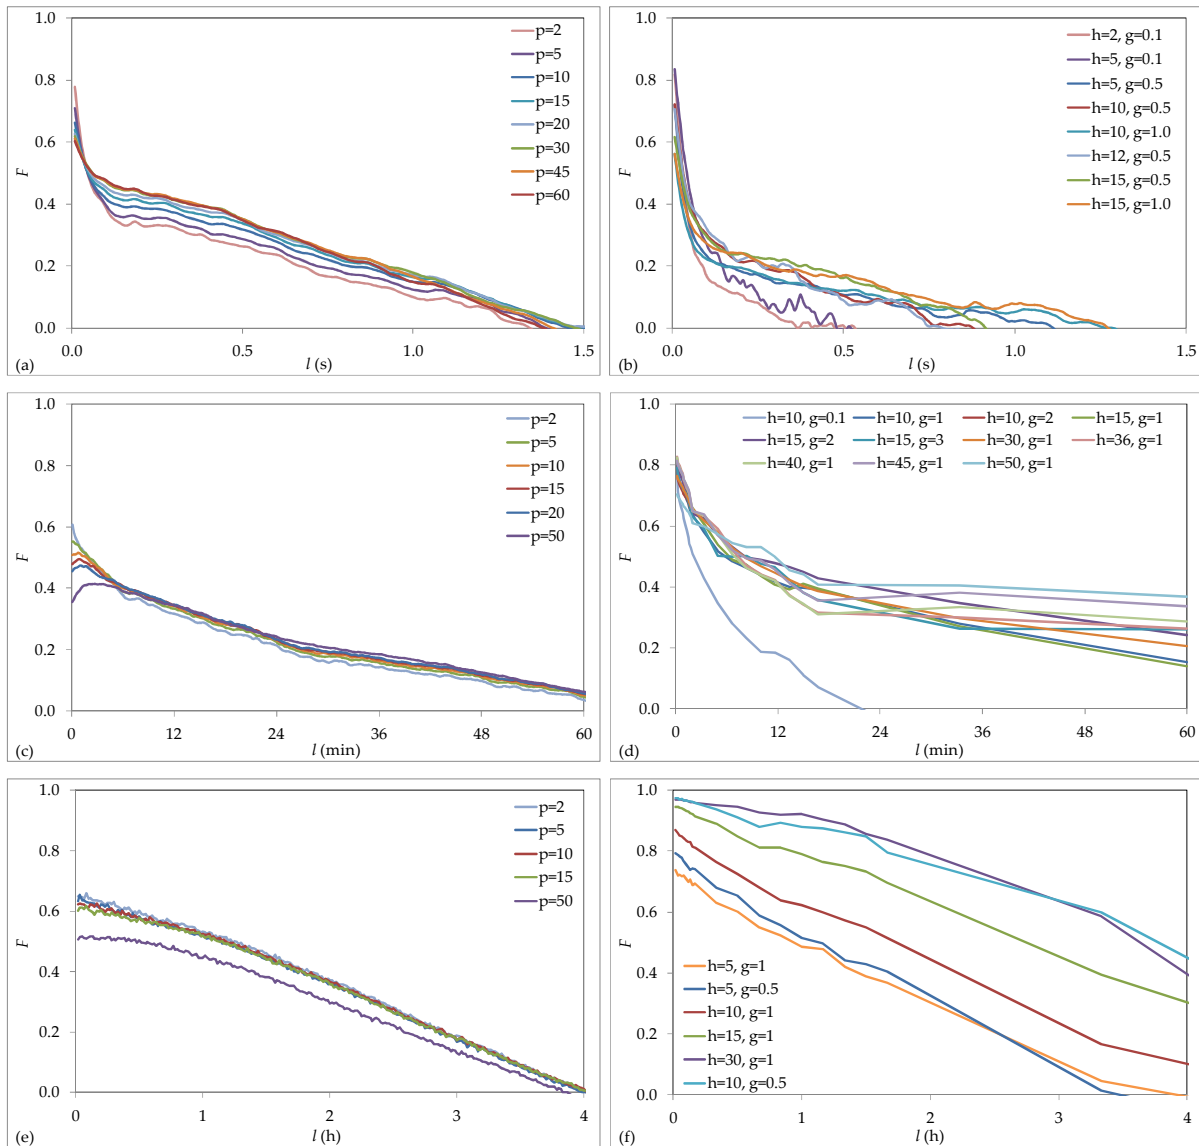 1.0
0.8
0.6
0.4
0.2
0.0
F
0.0
0.5
1.0
1.5
l (s)
(a)
p=2
p=5
p=10
p=15
p=20
p=30
p=45
p=60
1.0
0.8
0.6
0.4
0.2
0.0
F
0.0
0.5
1.0
1.5
l (s)
(b)
h=2, g=0.1
h=5, g=0.1
h=5, g=0.5
h=10, g=0.5
h=10, g=1.0
h=12, g=0.5
h=15, g=0.5
h=15, g=1.0
1.0
0.8
0.6
0.4
0.2
0.0
F
0
12
24
36
48
60
l (min)
(c)
p=2
p=5
p=10
p=15
p=20
p=50
1.0
0.8
0.6
0.4
0.2
0.0
F
0
12
24
36
48
60
l (min)
(d)
h=10, g=0.1 h=10, g=1 h=10, g=2 h=15, g=1
h=15, g=2 h=15, g=3 h=30, g=1 h=36, g=1
h=40, g=1 h=45, g=1 h=50, g=1
1.0
0.8
0.6
0.4
0.2
0.0
F
0
1
2
3
4
l (h)
(e)
p=2
p=5
p=10
p=15
p=50
1.0
0.8
0.6
0.4
0.2
0.0
F
0
1
2
3
4
l (h)
(f)
h=5, g=1
h=5, g=0.5
h=10, g=1
h=15, g=1
h=30, g=1
h=10, g=0.5